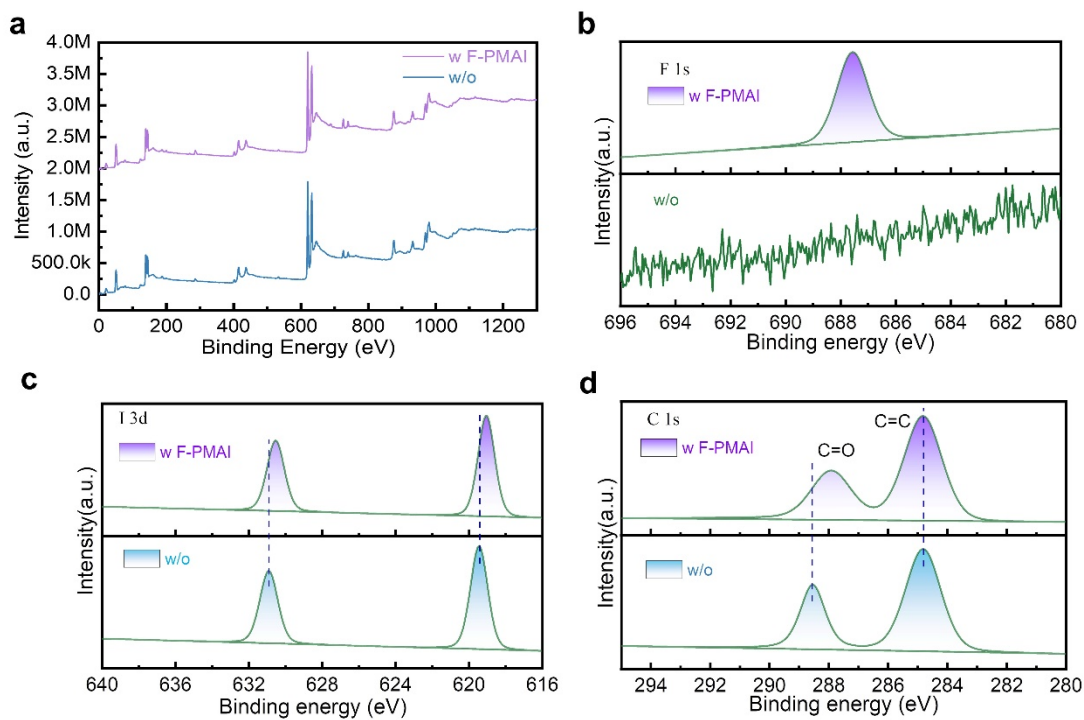 a
4.0M
3.5M
3.0M
2.5M
2.0M
1.5M
1.0M
500.0k
0.0
Intensity (a.u.)
w F-PMAI
w/o
0 200 400 600 800 1000 1200
Binding Energy (eV)
b
F 1s
w F-PMAI
w/o
Intensity(a.u.)
696 694 692 690 688 686 684 682 680
Binding energy (eV)
c
I 3d
w F-PMAI
w/o
Intensity(a.u.)
640 636 632 628 624 620 616
Binding energy (eV)
d
C 1s
w F-PMAI
C=O
C=C
w/o
Intensity(a.u.)
294 292 290 288 286 284 282 280
Binding energy (eV)